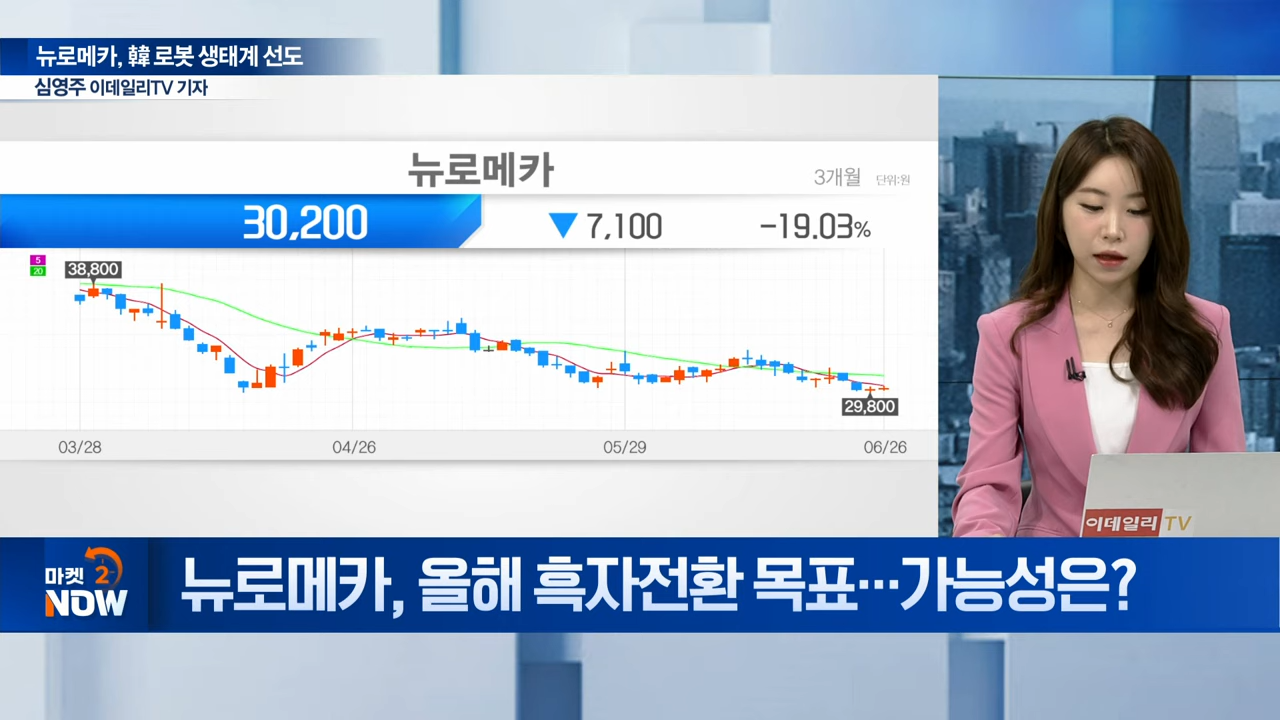 뉴로메카, 韓 로봇 생태계 선도
심영주 이데일리TV 기자
뉴로메카
3개월 단위:원
30,200 ▼ 7,100 -19.03%
5
20
38,800
29,800
03/28 04/26 05/29 06/26
이데일리 TV
마켓 2
NOW
뉴로메카, 올해 흑자전환 목표…가능성은?